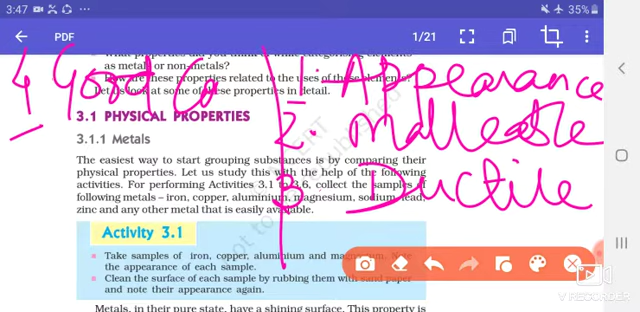 3:47
35%
PDF
1/21
What properties did you think of while categorising elements
as metal or non-metals?
How are these properties related to the uses of these elements?
Let us look at some of these properties in detail.
4 Good Co
1. Appearance
2. Malleable
3 Ductile
3.1 PHYSICAL PROPERTIES
3.1.1 Metals
The easiest way to start grouping substances is by comparing their
physical properties. Let us study this with the help of the following
activities. For performing Activities 3.1 to 3.6, collect the samples of
following metals – iron, copper, aluminium, magnesium, sodium, lead,
zinc and any other metal that is easily available.
Activity 3.1
Take samples of iron, copper, aluminium and magnesium. Note
the appearance of each sample.
Clean the surface of each sample by rubbing them with sand paper
and note their appearance again.
Metals, in their pure state, have a shining surface. This property is
RECORDER